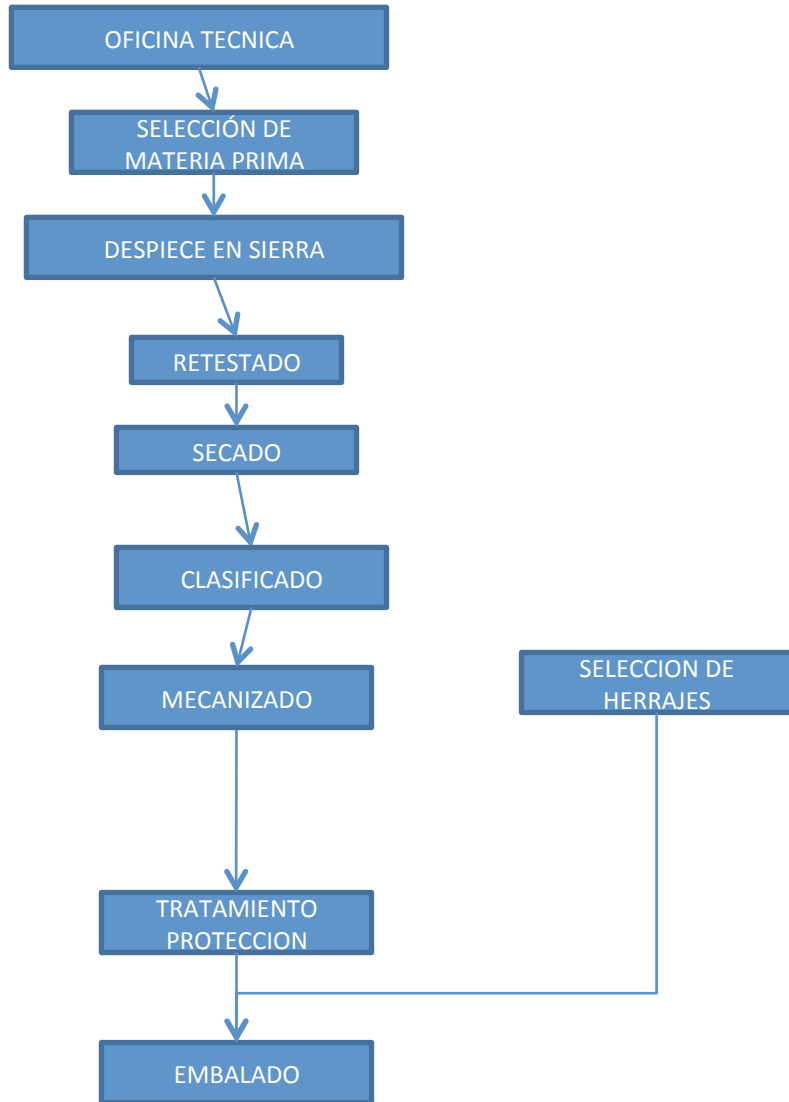 OFICINA TECNICA
SELECCIÓN DE
MATERIA PRIMA
DESPIECE EN SIERRA
RETESTADO
SECADO
CLASIFICADO
MECANIZADO
SELECCION DE
HERRAJES
TRATAMIENTO
PROTECCION
EMBALADO